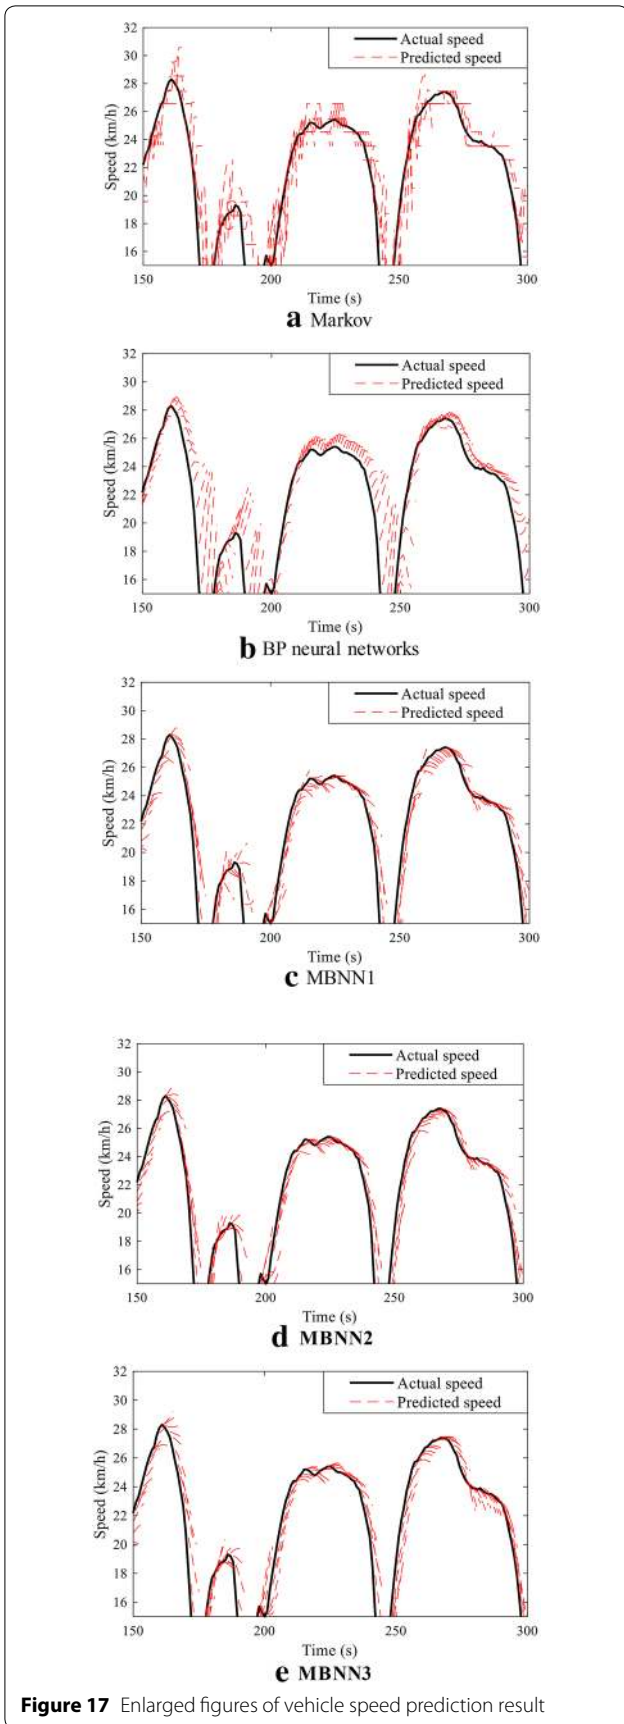 32
30
28
26
24
22
20
18
16
Speed (km/h)
Actual speed
Predicted speed
150 200 250 300
Time (s)
a Markov
32
30
28
26
24
22
20
18
16
Speed (km/h)
Actual speed
Predicted speed
150 200 250 300
Time (s)
b BP neural networks
32
30
28
26
24
22
20
18
16
Speed (km/h)
Actual speed
Predicted speed
150 200 250 300
Time (s)
c MBNN1
32
30
28
26
24
22
20
18
16
Speed (km/h)
Actual speed
Predicted speed
150 200 250 300
Time (s)
d MBNN2
32
30
28
26
24
22
20
18
16
Speed (km/h)
Actual speed
Predicted speed
150 200 250 300
Time (s)
e MBNN3
Figure 17 Enlarged figures of vehicle speed prediction result